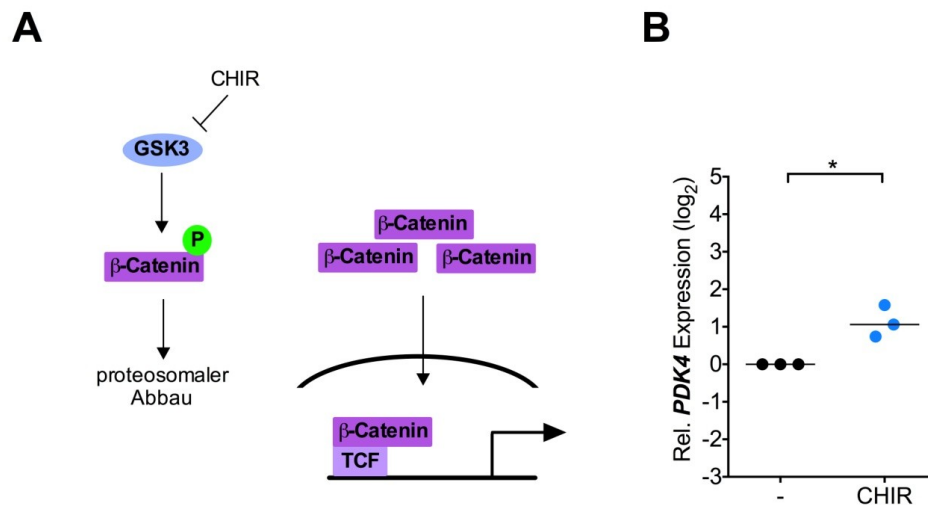 A
CHIR
GSK3
P
β-Catenin
proteosomaler
Abbau
β-Catenin
β-Catenin
β-Catenin
β-Catenin
TCF
B
*
Rel. PDK4 Expression (log2)
5
4
3
2
1
0
-1
-2
-3
-
CHIR